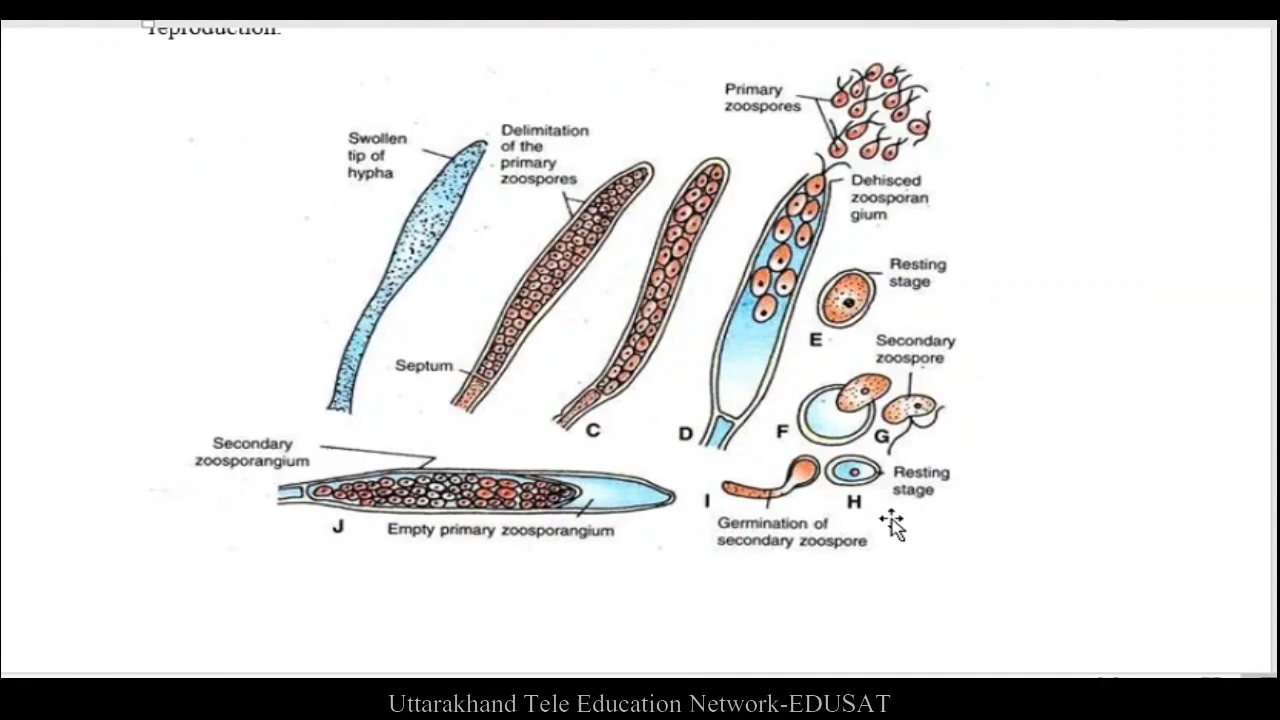 reproduction.
Primary
zoospores
Swollen
tip of
hypha
Delimitation
of the
primary
zoospores
Dehisced
zoosporan
gium
Resting
stage
E
Secondary
zoospore
Septum
C
D
F
G
Secondary
zoosporangium
Resting
stage
I
H
J
Empty primary zoosporangium
Germination of
secondary zoospore
Uttarakhand Tele Education Network-EDUSAT